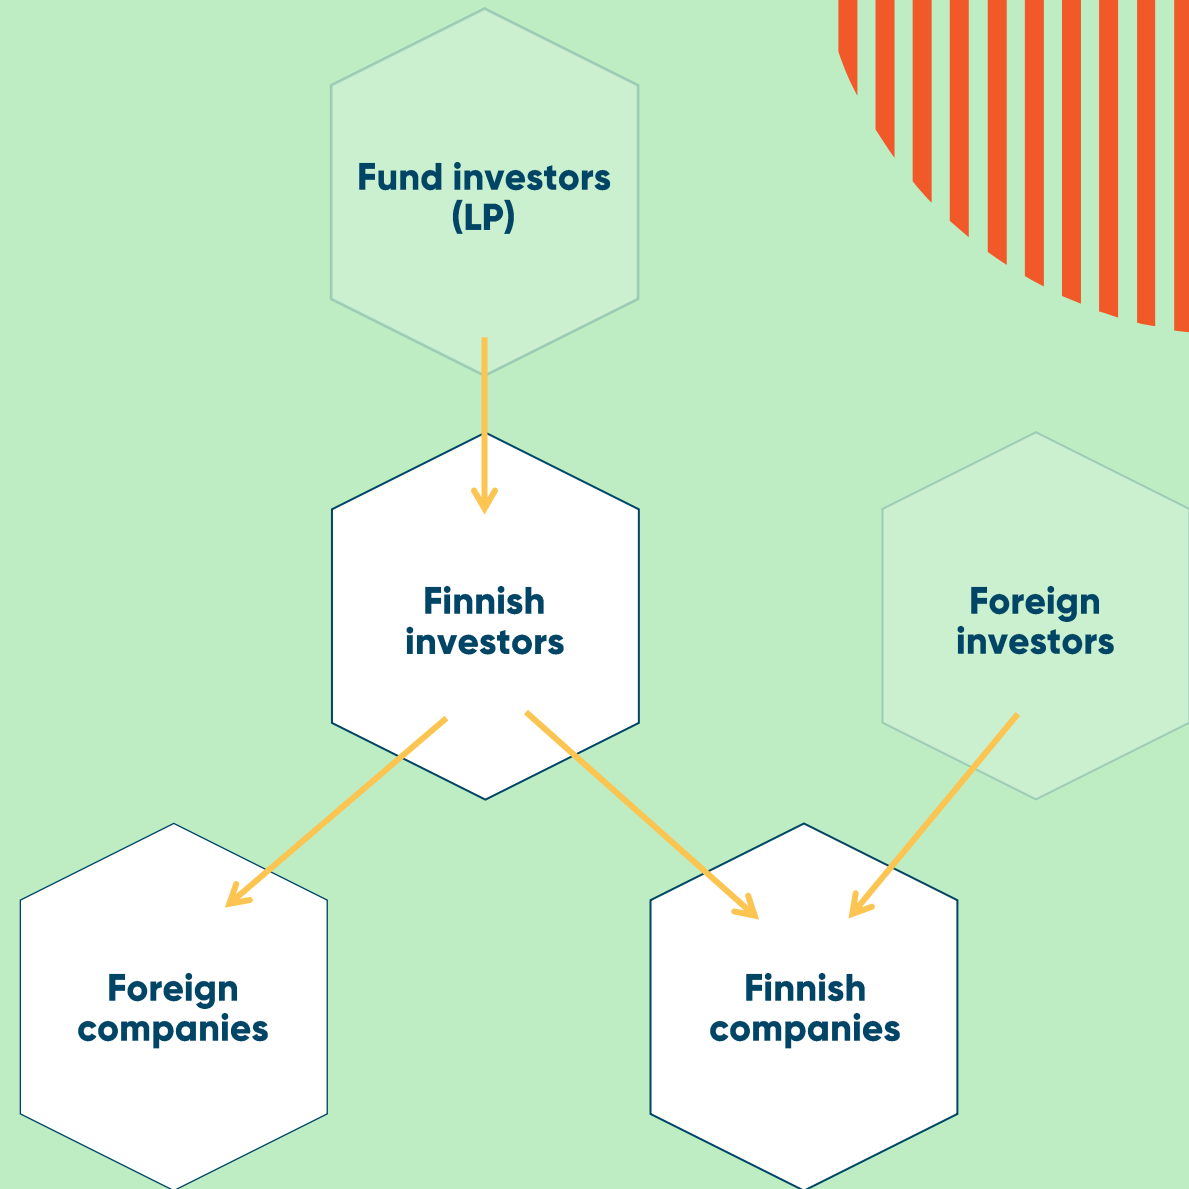 Fund investors
(LP)
Finnish
investors
Foreign
investors
Foreign
companies
Finnish
companies